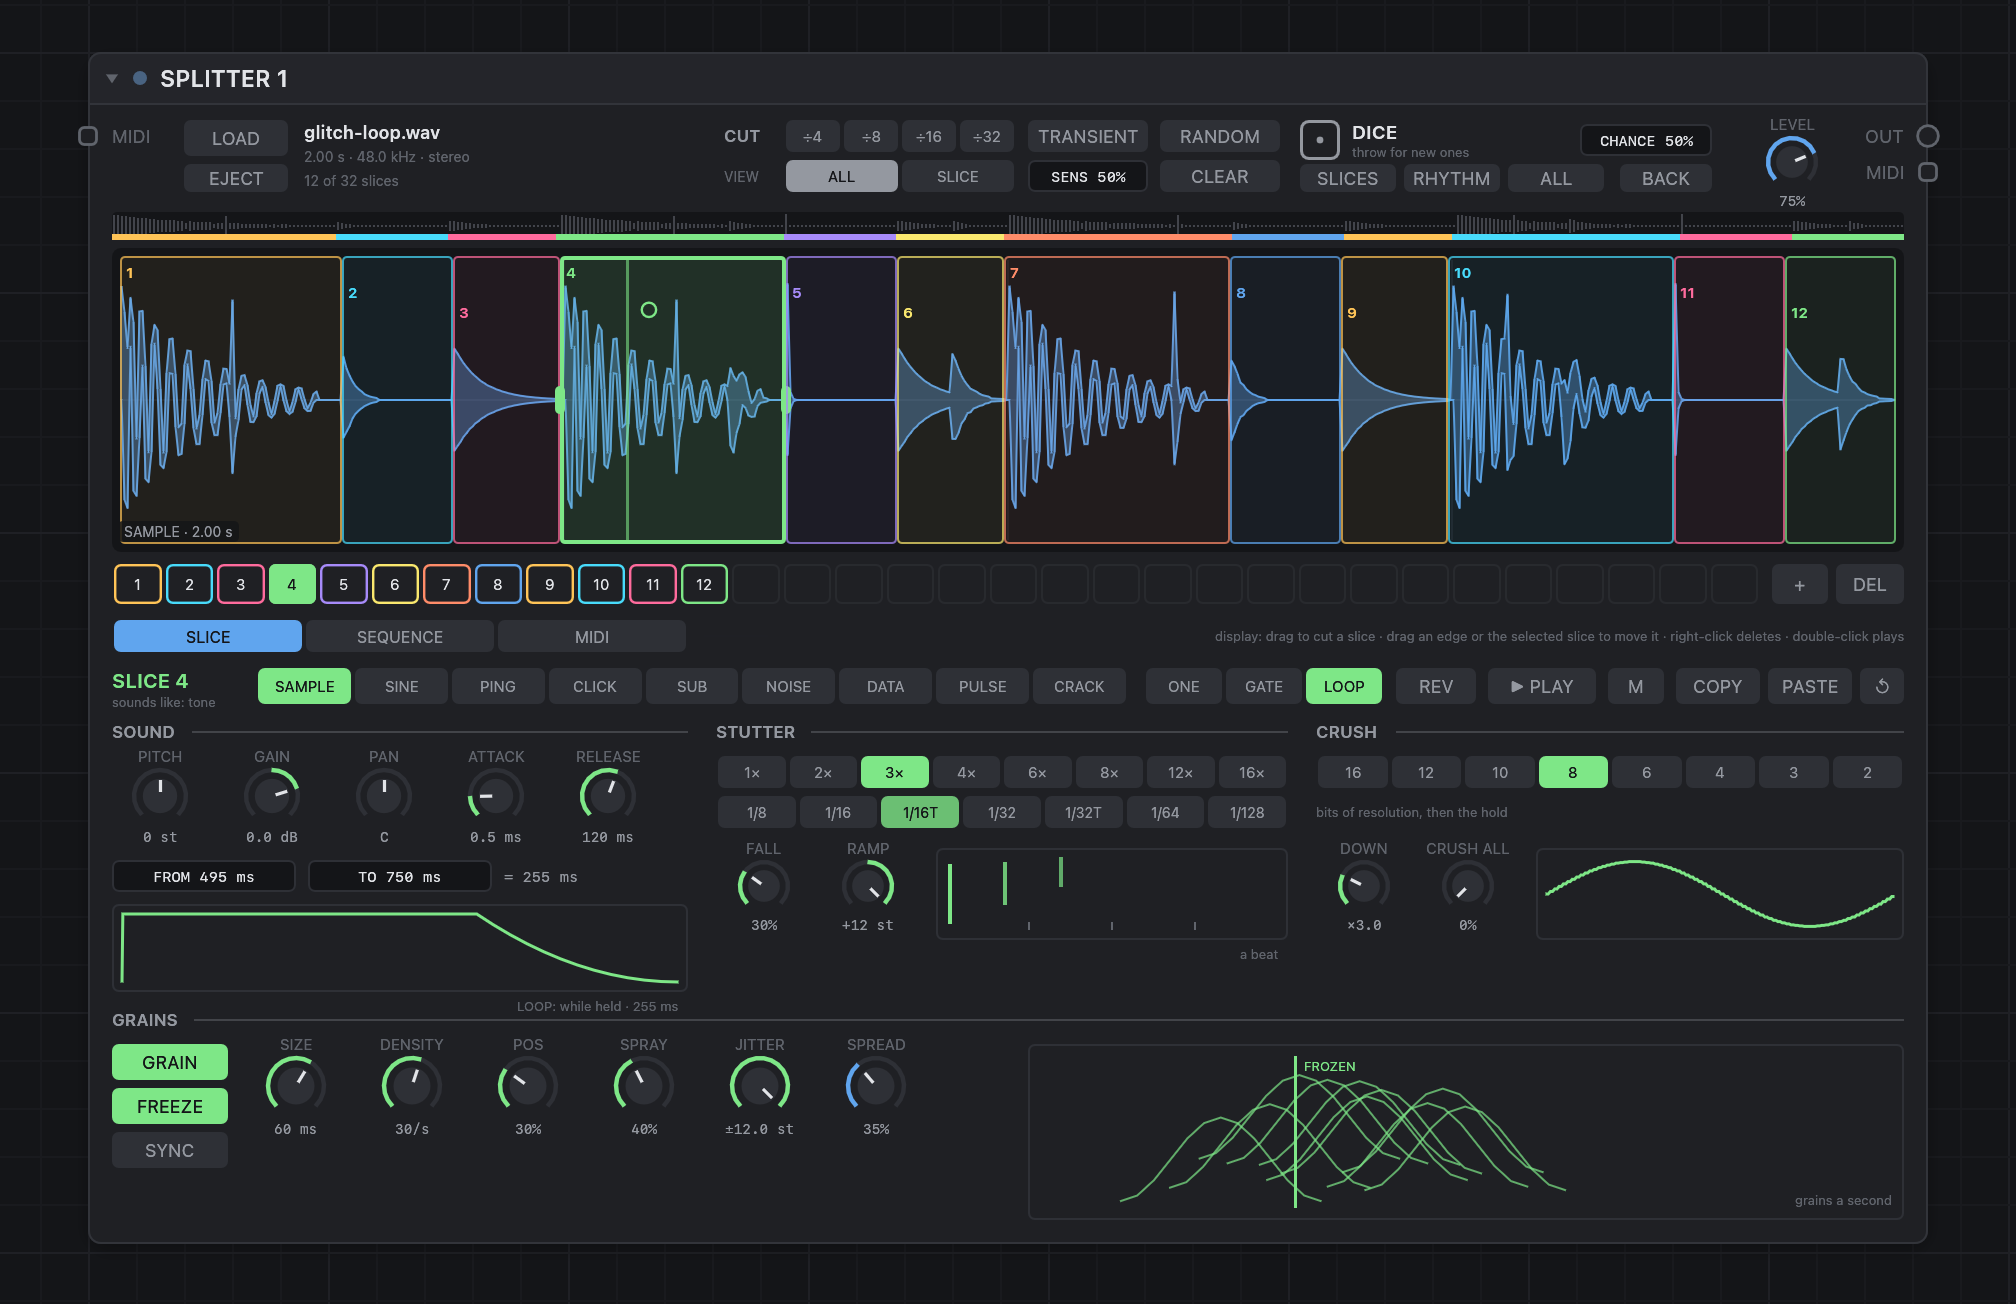 SPLITTER 1
MIDI
LOAD
EJECT
glitch-loop.wav
2.00 s · 48.0 kHz · stereo
12 of 32 slices
CUT ÷4 ÷8 ÷16 ÷32 TRANSIENT RANDOM
VIEW ALL SLICE SENS 50% CLEAR
DICE
throw for new ones
CHANCE 50%
SLICES RHYTHM ALL BACK
LEVEL
75%
OUT
MIDI
1 2 3 4 5 6 7 8 9 10 11 12
SAMPLE · 2.00 s
1 2 3 4 5 6 7 8 9 10 11 12 + DEL
SLICE SEQUENCE MIDI
display: drag to cut a slice · drag an edge or the selected slice to move it · right-click deletes · double-click plays
SLICE 4
sounds like: tone
SAMPLE SINE PING CLICK SUB NOISE DATA PULSE CRACK ONE GATE LOOP REV ▶ PLAY M COPY PASTE
SOUND
PITCH GAIN PAN ATTACK RELEASE
0 st 0.0 dB C 0.5 ms 120 ms
FROM 495 ms TO 750 ms = 255 ms
LOOP: while held · 255 ms
STUTTER
1× 2× 3× 4× 6× 8× 12× 16×
1/8 1/16 1/16T 1/32 1/32T 1/64 1/128
FALL RAMP
30% +12 st
a beat
CRUSH
16 12 10 8 6 4 3 2
bits of resolution, then the hold
DOWN CRUSH ALL
×3.0 0%
GRAINS
GRAIN
FREEZE
SYNC
SIZE DENSITY POS SPRAY JITTER SPREAD
60 ms 30/s 30% 40% ±12.0 st 35%
FROZEN
grains a second